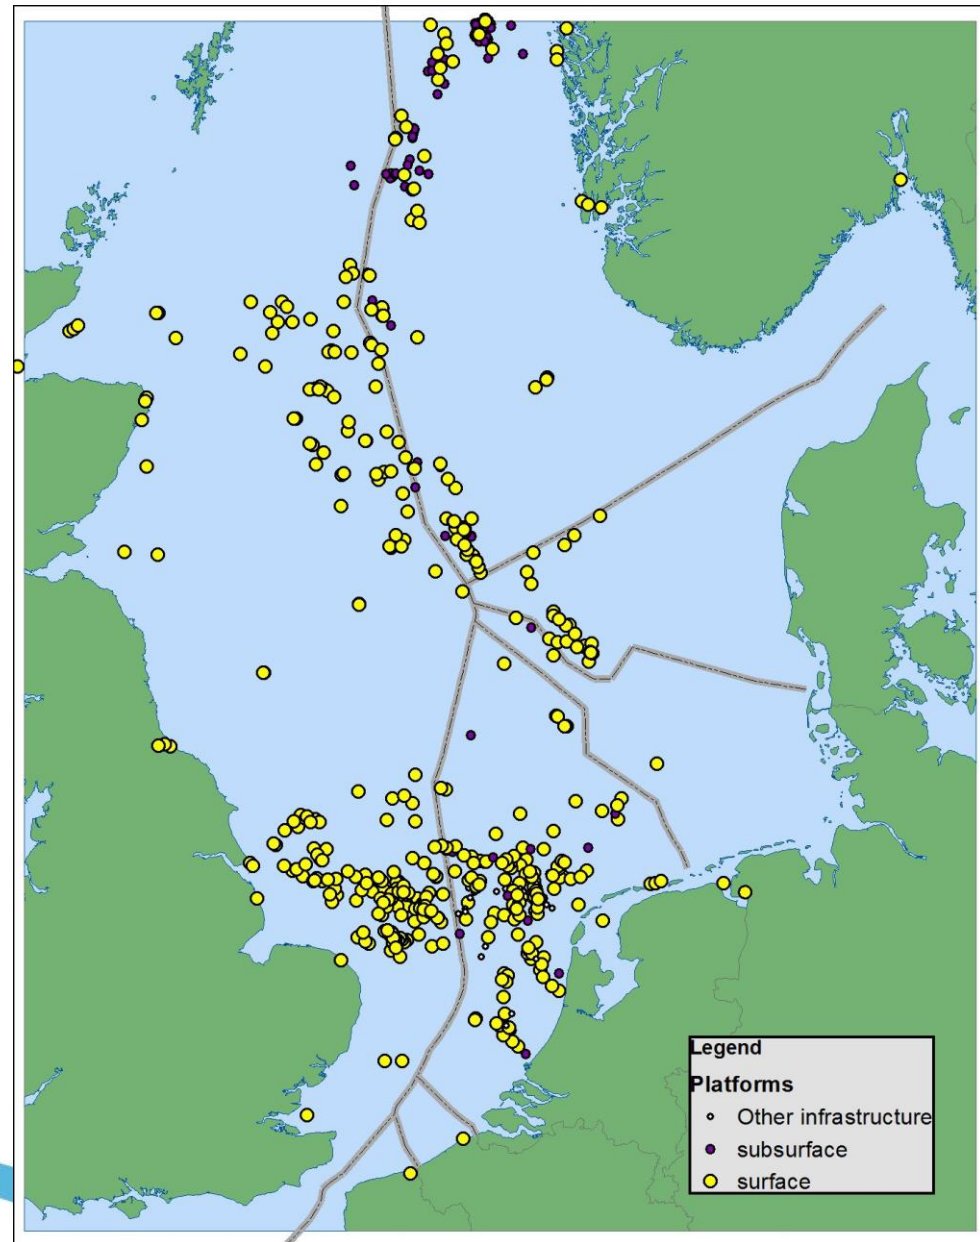 Legend
Platforms
Other infrastructure
subsurface
surface